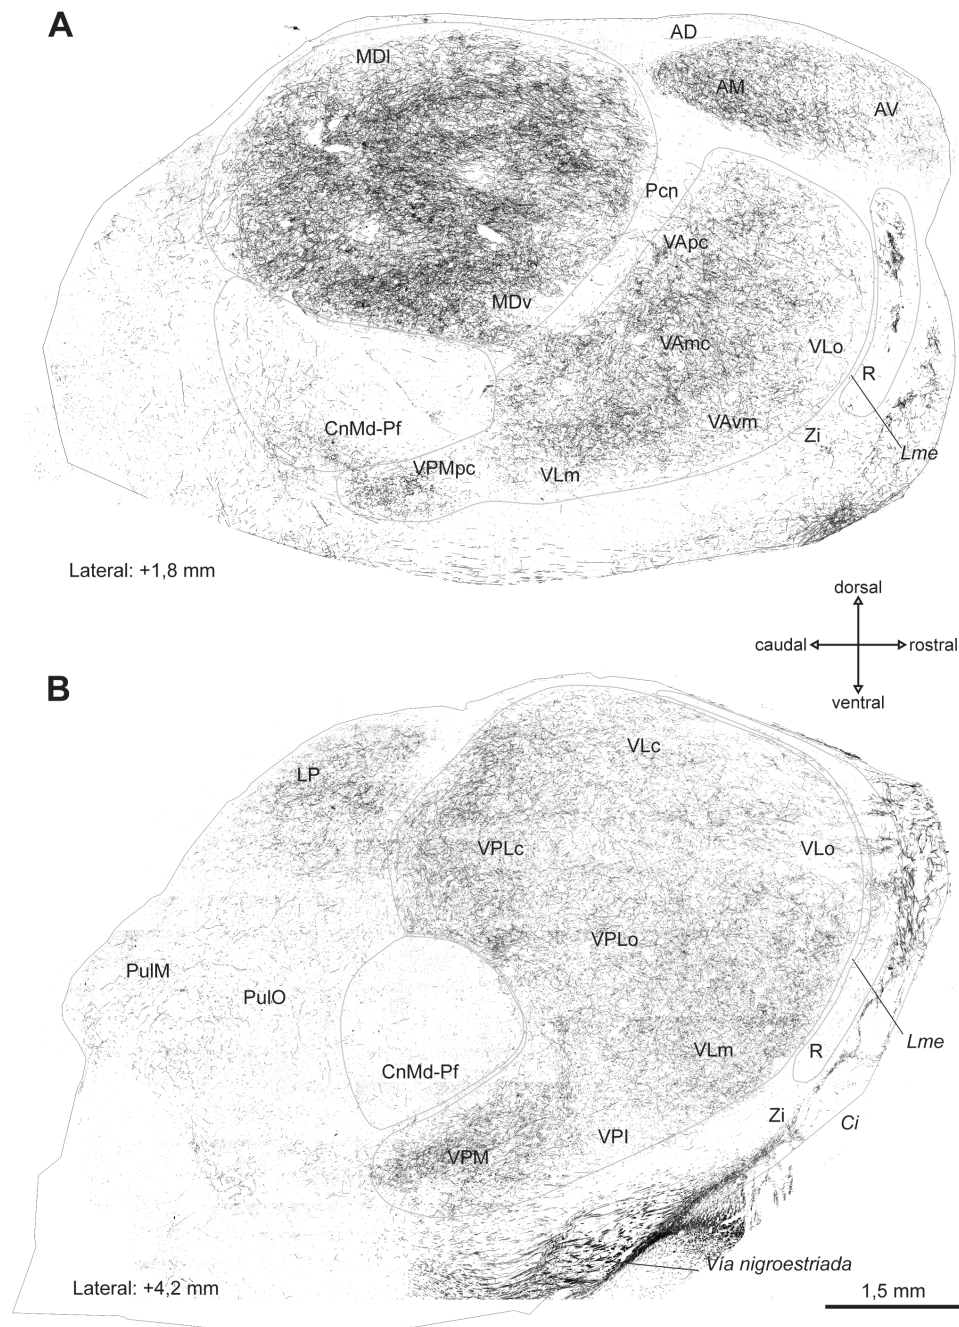 A
AD
MDl
AM
AV
Pcn
VApc
MDv
VAmc
VLo
R
CnMd-Pf
VAvm
Zi
Lme
VPMpc
VLm
Lateral: +1,8 mm
dorsal
caudal
rostral
ventral
B
VLc
LP
VPLc
VLo
VPLo
PulM
PulO
Lme
VLm
R
CnMd-Pf
Zi
Ci
VPI
VPM
Vía nigroestriada
Lateral: +4,2 mm
1,5 mm